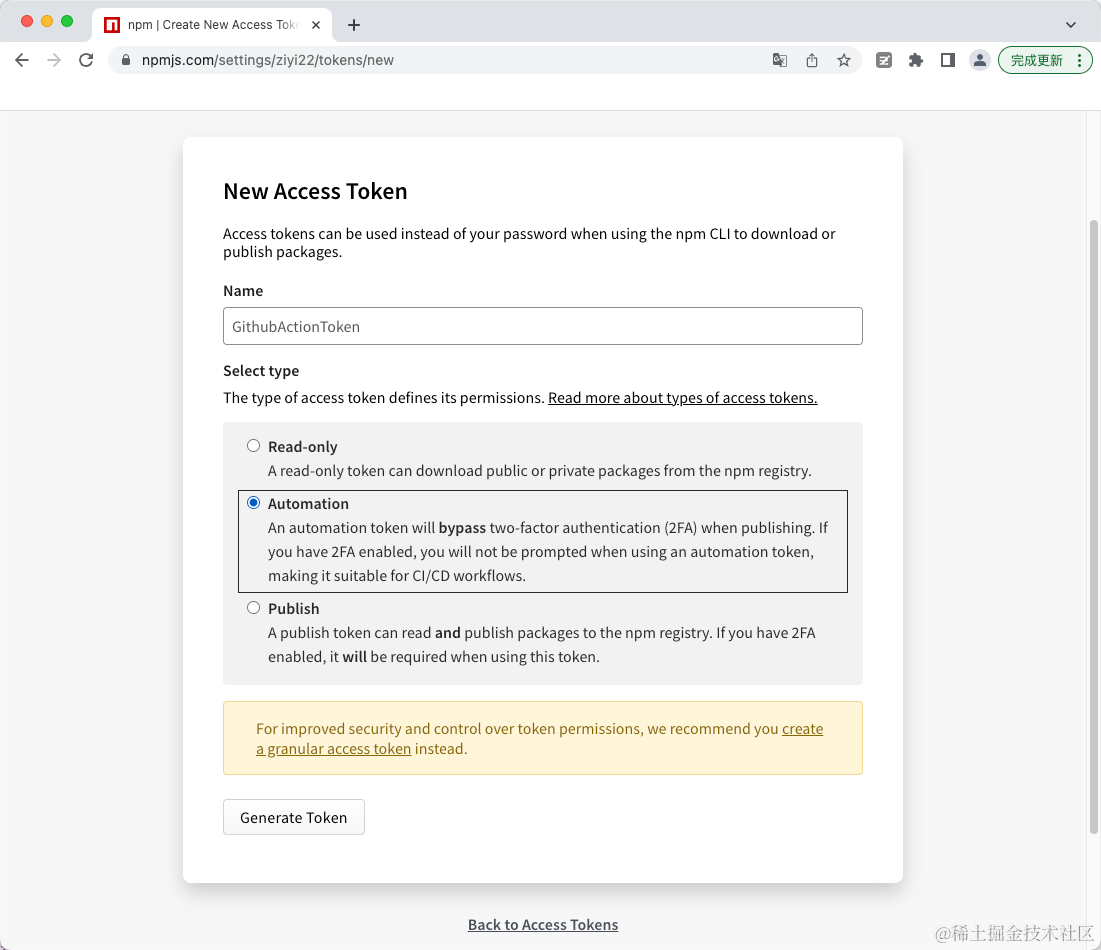 npm | Create New Access Toke
npmjs.com/settings/ziyi22/tokens/new
完成更新
New Access Token
Access tokens can be used instead of your password when using the npm CLI to download or
publish packages.
Name
GithubActionToken
Select type
The type of access token defines its permissions. Read more about types of access tokens.
Read-only
A read-only token can download public or private packages from the npm registry.
Automation
An automation token will bypass two-factor authentication (2FA) when publishing. If
you have 2FA enabled, you will not be prompted when using an automation token,
making it suitable for CI/CD workflows.
Publish
A publish token can read and publish packages to the npm registry. If you have 2FA
enabled, it will be required when using this token.
For improved security and control over token permissions, we recommend you create
a granular access token instead.
Generate Token
Back to Access Tokens
@稀土掘金技术社区